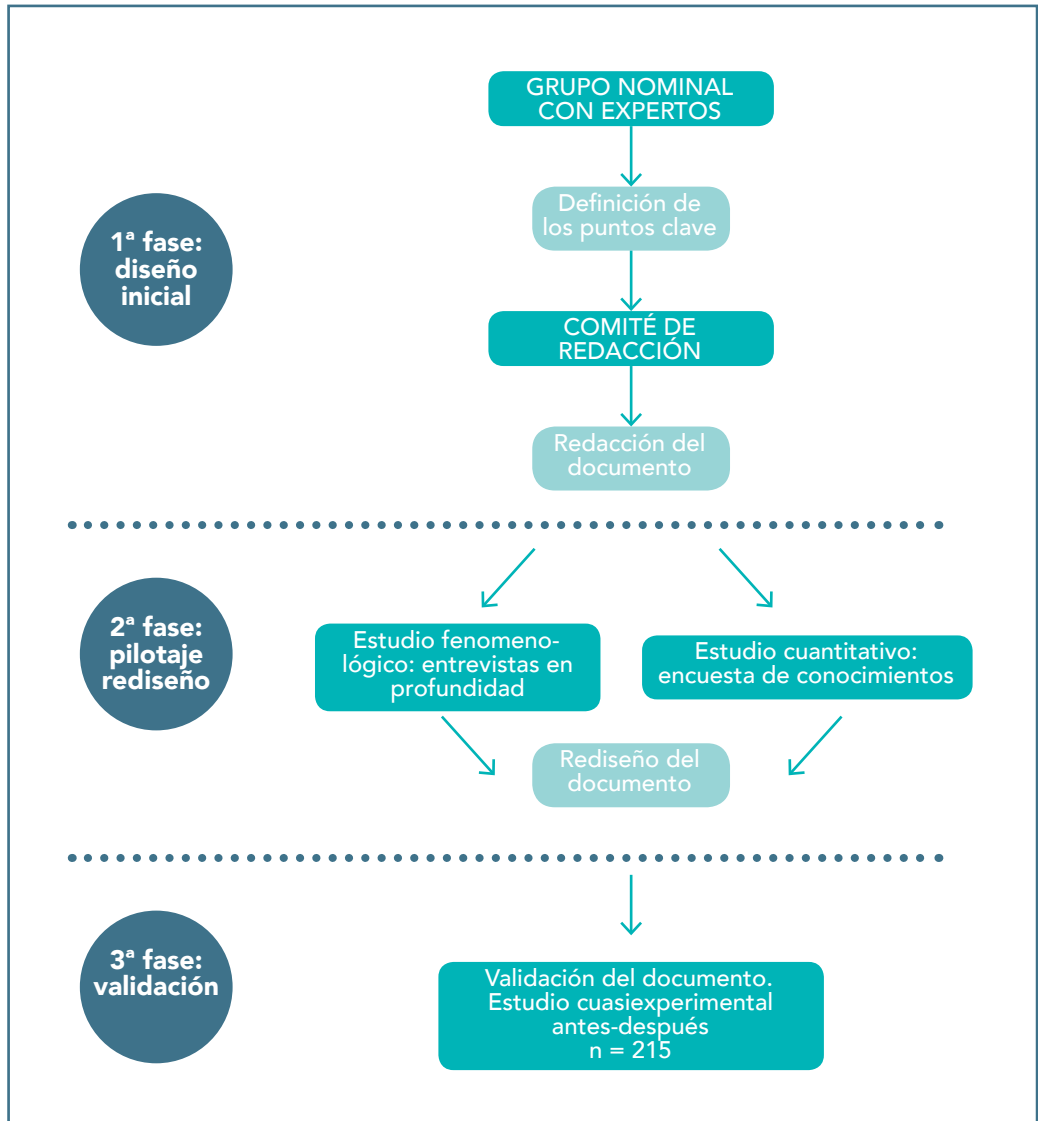 GRUPO NOMINAL
CON EXPERTOS
Definición de
los puntos clave
1ª fase:
diseño
inicial
COMITÉ DE
REDACCIÓN
Redacción del
documento
2ª fase:
pilotaje
rediseño
Estudio fenomeno-
lógico: entrevistas en
profundidad
Estudio cuantitativo:
encuesta de conocimientos
Rediseño del
documento
3ª fase:
validación
Validación del documento.
Estudio cuasiexperimental
antes-después
n = 215